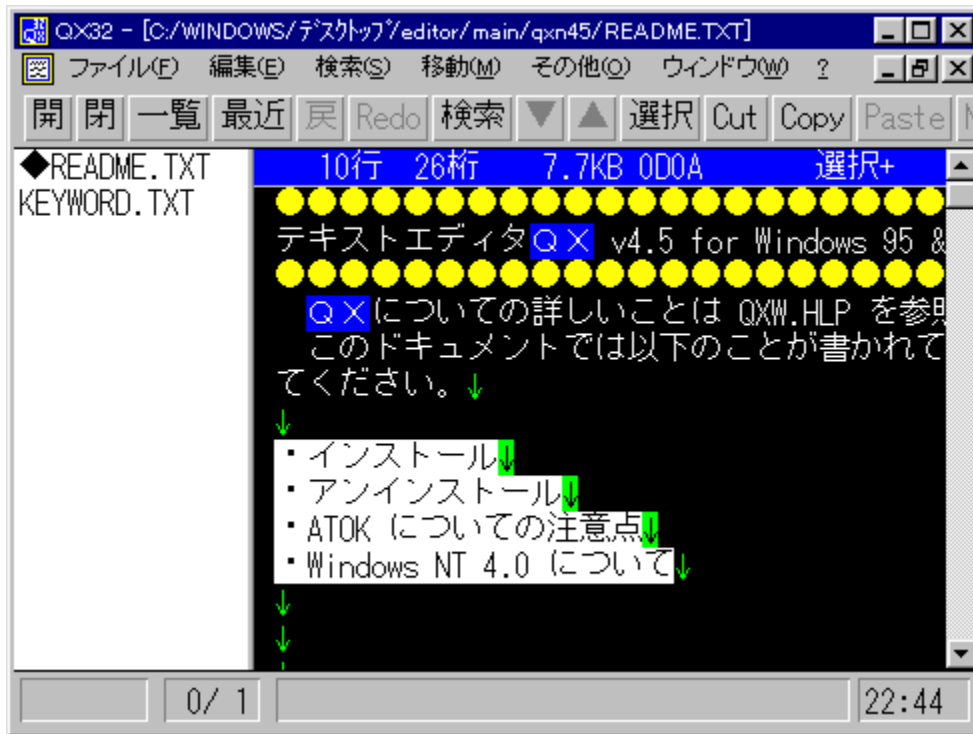 QX32 - [C:/WINDOWS/ﾃﾞｽｸﾄｯﾌﾟ/editor/main/qxn45/README.TXT]
ファイル(F) 編集(E) 検索(S) 移動(M) その他(O) ウィンドウ(W) ?
開 閉 一覧 最近 戻 Redo 検索 ▼ ▲ 選択 Cut Copy Paste
◆README.TXT
KEYWORD.TXT
10行 26桁 7.7KB 0D0A 選択+
●●●●●●●●●●●●●●●●●●●●●
テキストエディタQX v4.5 for Windows 95 &
●●●●●●●●●●●●●●●●●●●●●
QXについての詳しいことは QXW.HLP を参照
このドキュメントでは以下のことが書かれて
てください。↓
↓
・インストール↓
・アンインストール↓
・ATOK についての注意点↓
・Windows NT 4.0 について↓
↓
↓
0/ 1
22:44